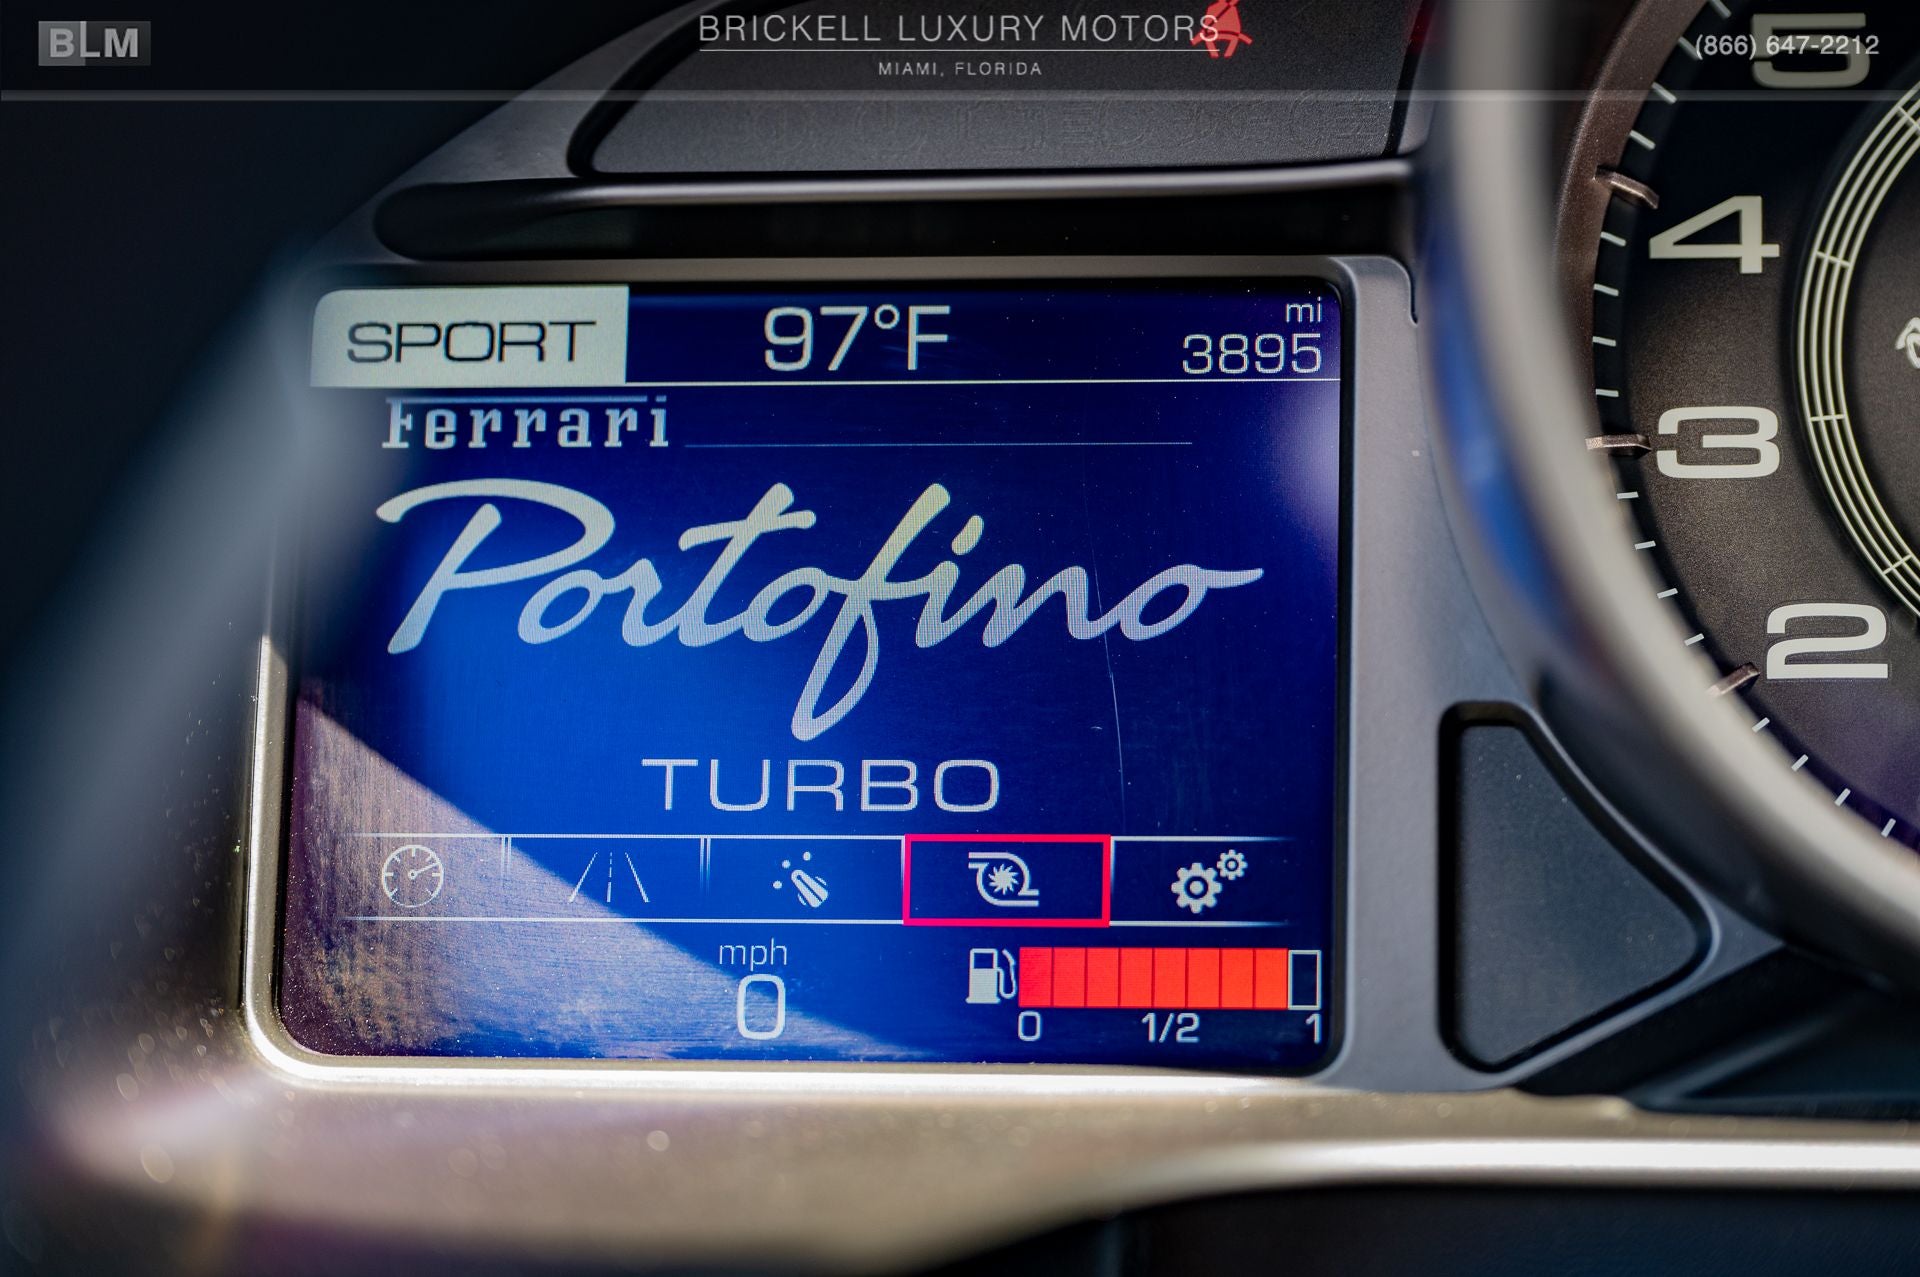 BLM
BRICKELL LUXURY MOTORS
MIAMI, FLORIDA
(866) 647-2212
5
4
3
2
SPORT
97°F
mi
3895
Ferrari
Portofino
TURBO
mph
0
0 1/2 1